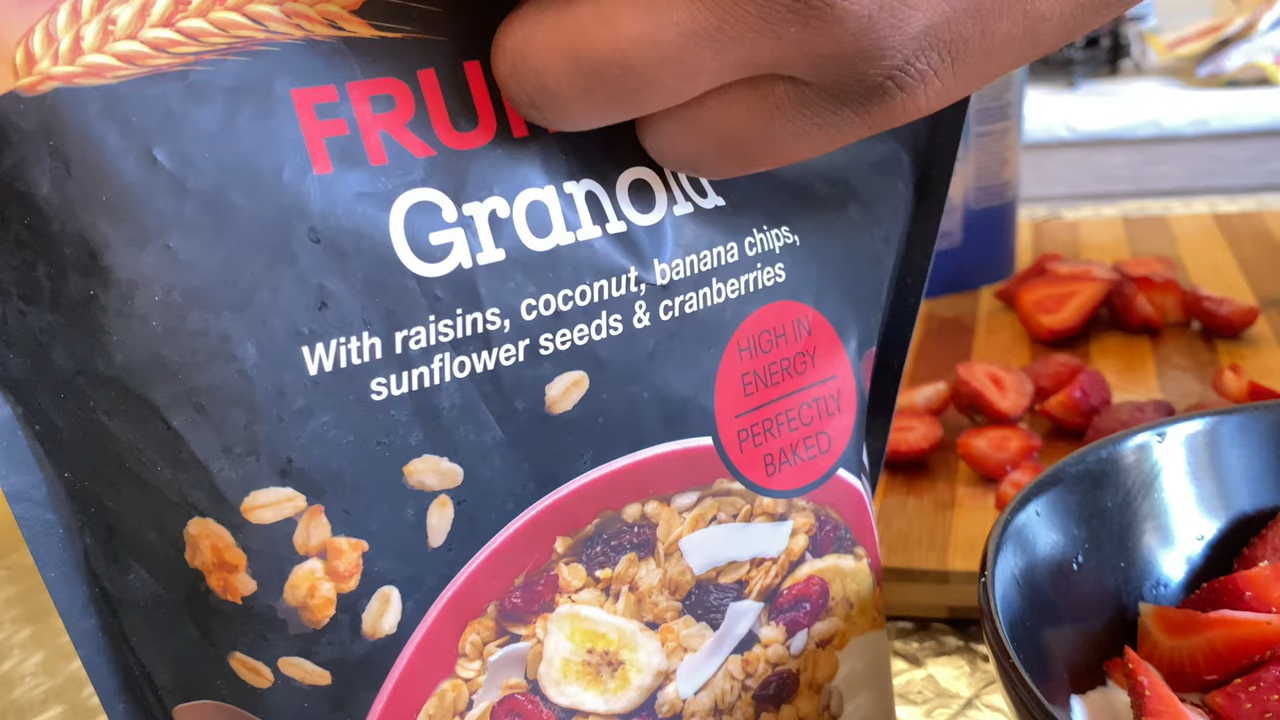 Granola
With raisins, coconut, banana chips,
sunflower seeds & cranberries
HIGH IN
ENERGY
PERFECTLY
BAKED